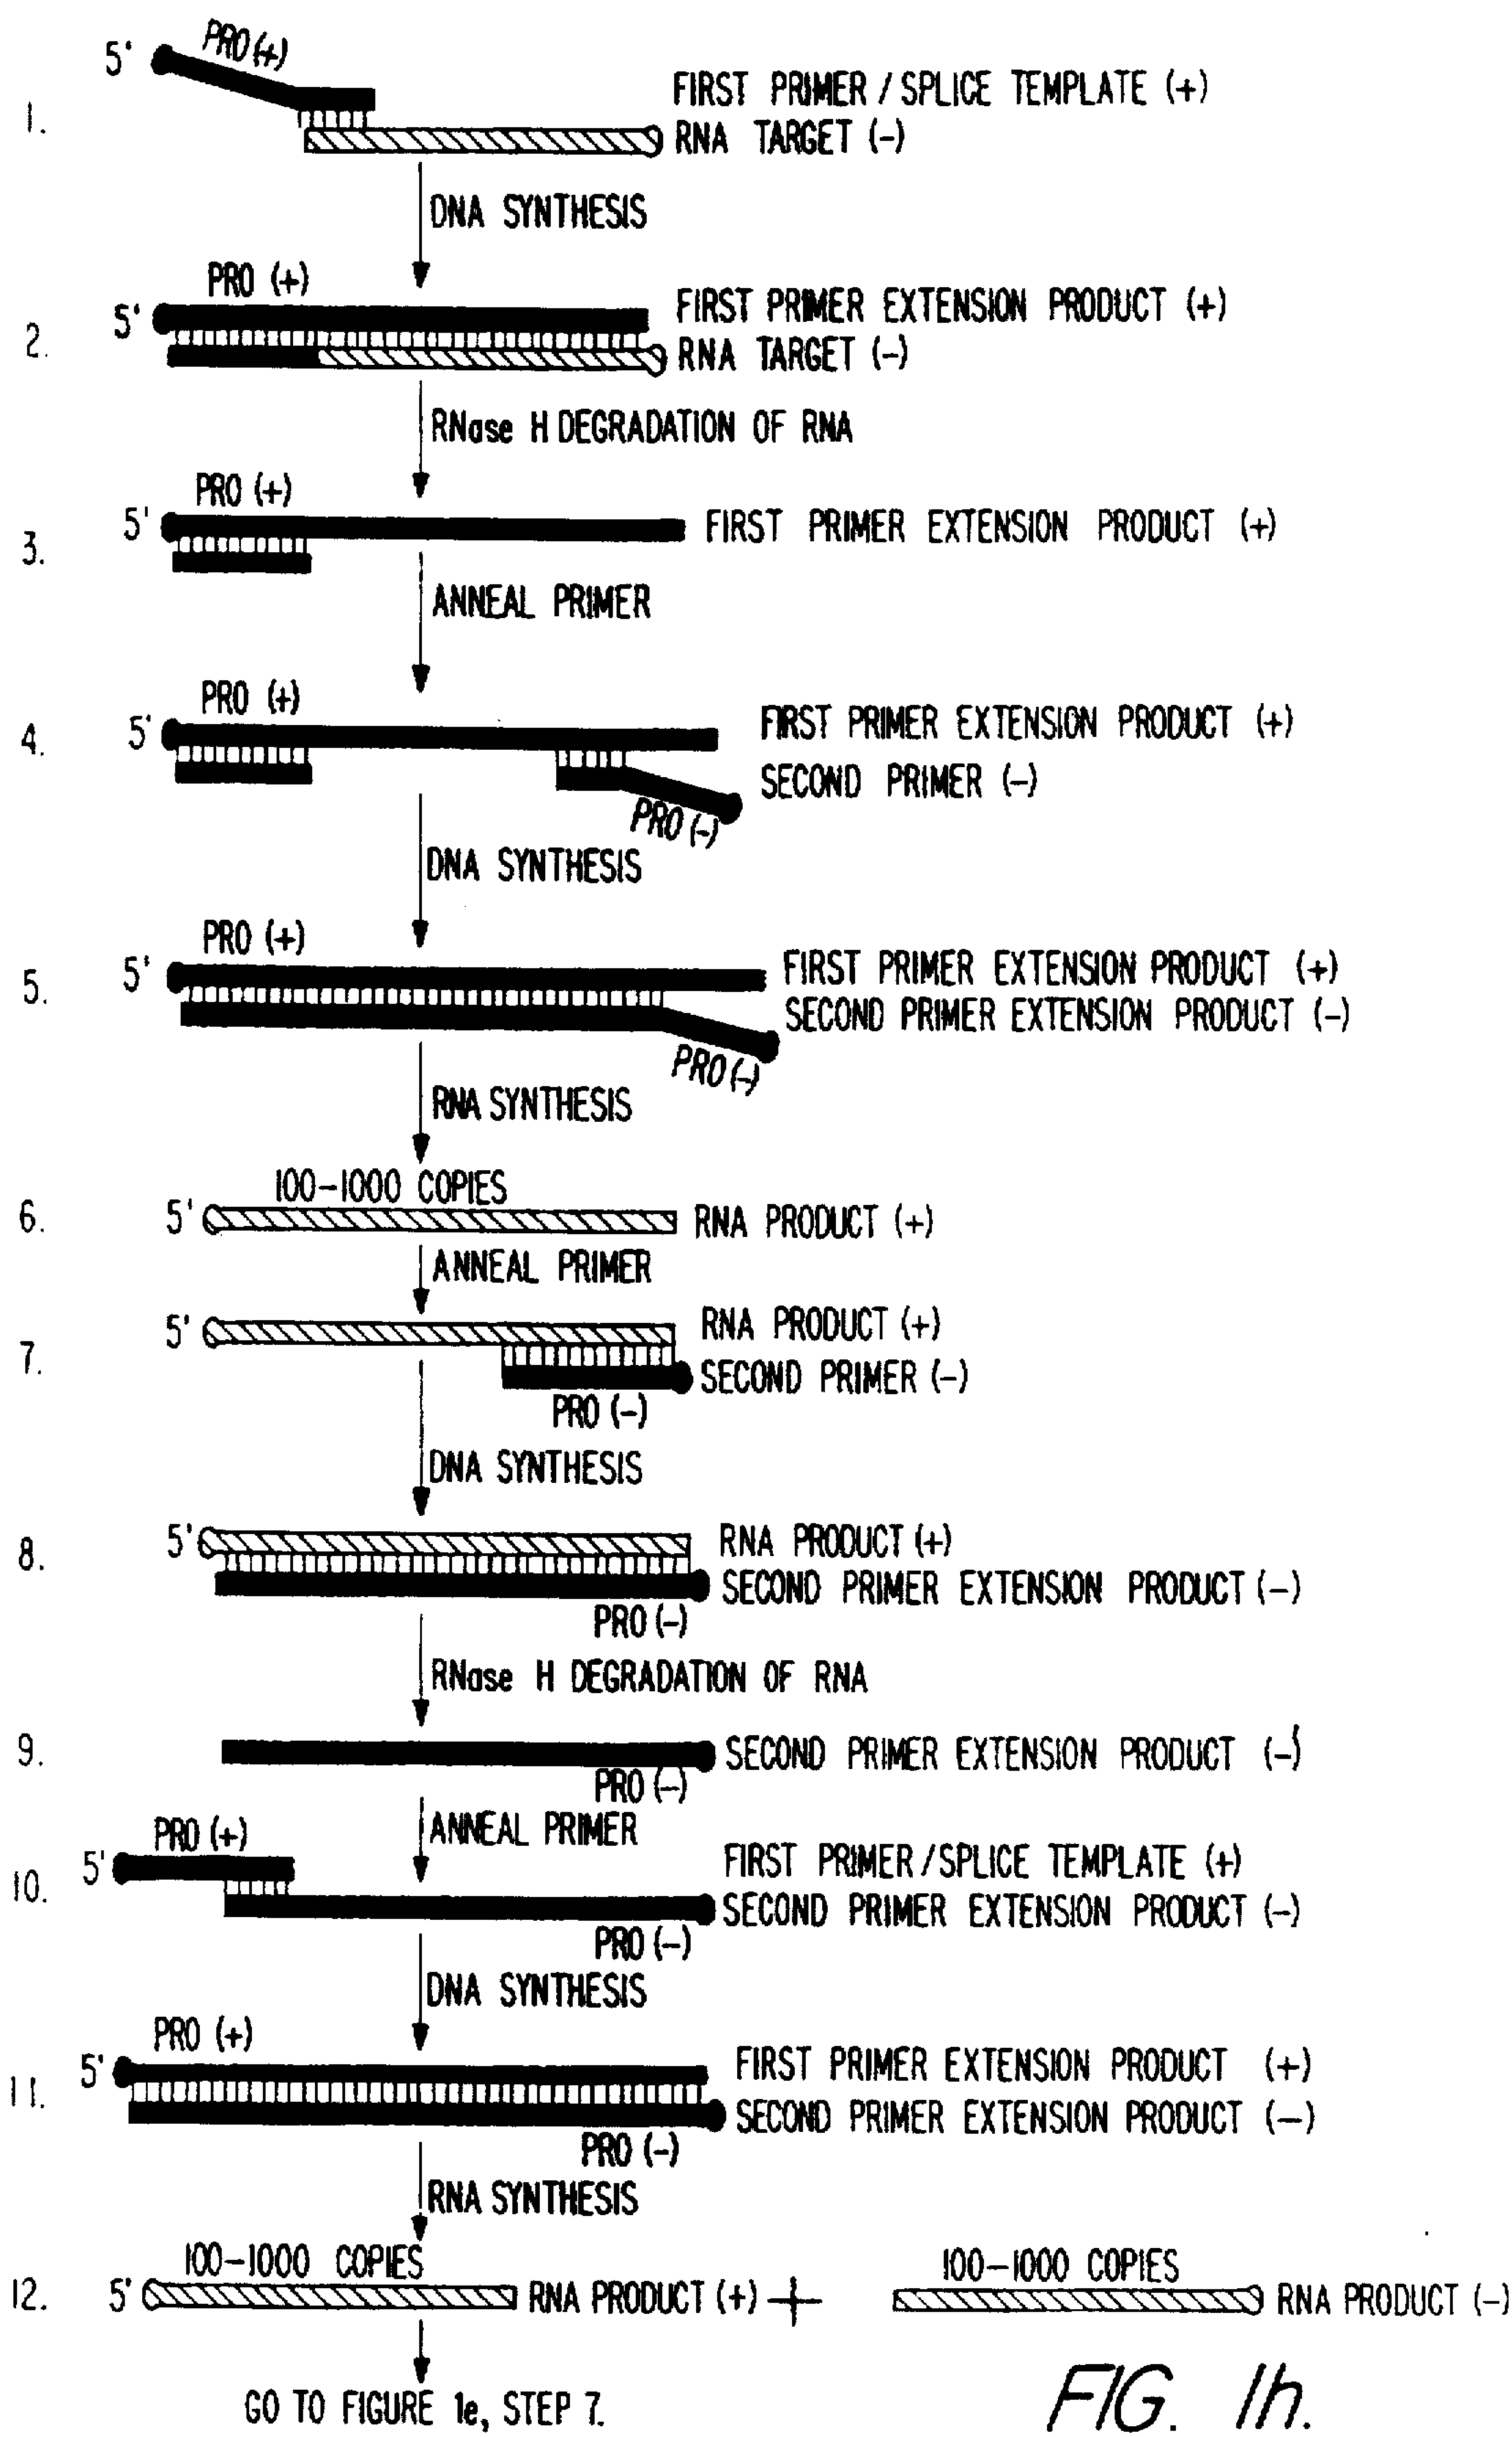 PRO (+)
5'
1.
FIRST PRIMER / SPLICE TEMPLATE (+)
RNA TARGET (-)
DNA SYNTHESIS
PRO (+)
5'
2.
FIRST PRIMER EXTENSION PRODUCT (+)
RNA TARGET (-)
RNase H DEGRADATION OF RNA
PRO (+)
5'
3.
FIRST PRIMER EXTENSION PRODUCT (+)
ANNEAL PRIMER
PRO (+)
5'
4.
FIRST PRIMER EXTENSION PRODUCT (+)
SECOND PRIMER (-)
PRO (-)
DNA SYNTHESIS
PRO (+)
5'
5.
FIRST PRIMER EXTENSION PRODUCT (+)
SECOND PRIMER EXTENSION PRODUCT (-)
PRO (-)
RNA SYNTHESIS
100-1000 COPIES
6.
5'
RNA PRODUCT (+)
ANNEAL PRIMER
5'
RNA PRODUCT (+)
7.
SECOND PRIMER (-)
PRO (-)
DNA SYNTHESIS
5'
RNA PRODUCT (+)
8.
SECOND PRIMER EXTENSION PRODUCT (-)
PRO (-)
RNase H DEGRADATION OF RNA
9.
SECOND PRIMER EXTENSION PRODUCT (-)
PRO (-)
ANNEAL PRIMER
PRO (+)
5'
10.
FIRST PRIMER / SPLICE TEMPLATE (+)
SECOND PRIMER EXTENSION PRODUCT (-)
PRO (-)
DNA SYNTHESIS
PRO (+)
5'
11.
FIRST PRIMER EXTENSION PRODUCT (+)
SECOND PRIMER EXTENSION PRODUCT (-)
PRO (-)
RNA SYNTHESIS
100-1000 COPIES
100-1000 COPIES
12.
5'
RNA PRODUCT (+) +
RNA PRODUCT (-)
GO TO FIGURE 1e, STEP 7.
FIG. 1h.